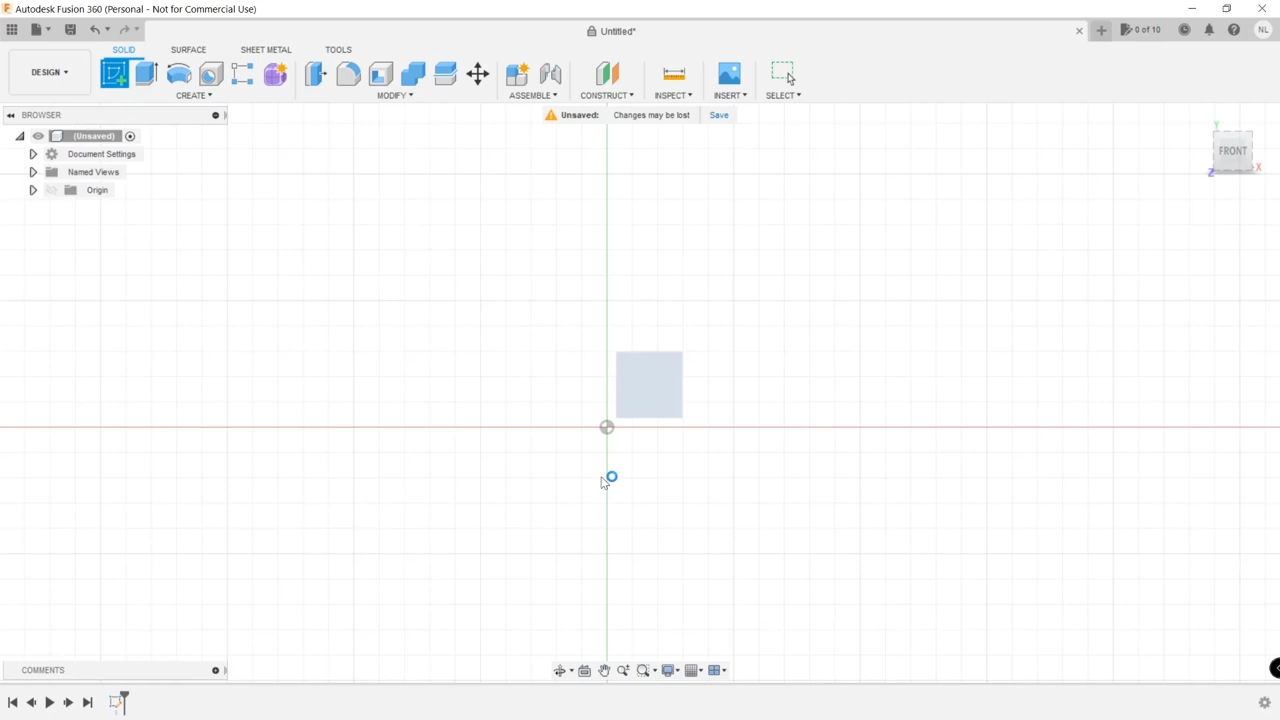 Autodesk Fusion 360 (Personal - Not for Commercial Use)
Untitled*
0 of 10
NL
SOLID SURFACE SHEET METAL TOOLS
DESIGN
CREATE MODIFY ASSEMBLE CONSTRUCT INSPECT INSERT SELECT
BROWSER
Unsaved: Changes may be lost Save
(Unsaved)
Document Settings
Named Views
Origin
Y
FRONT
X
Z
COMMENTS